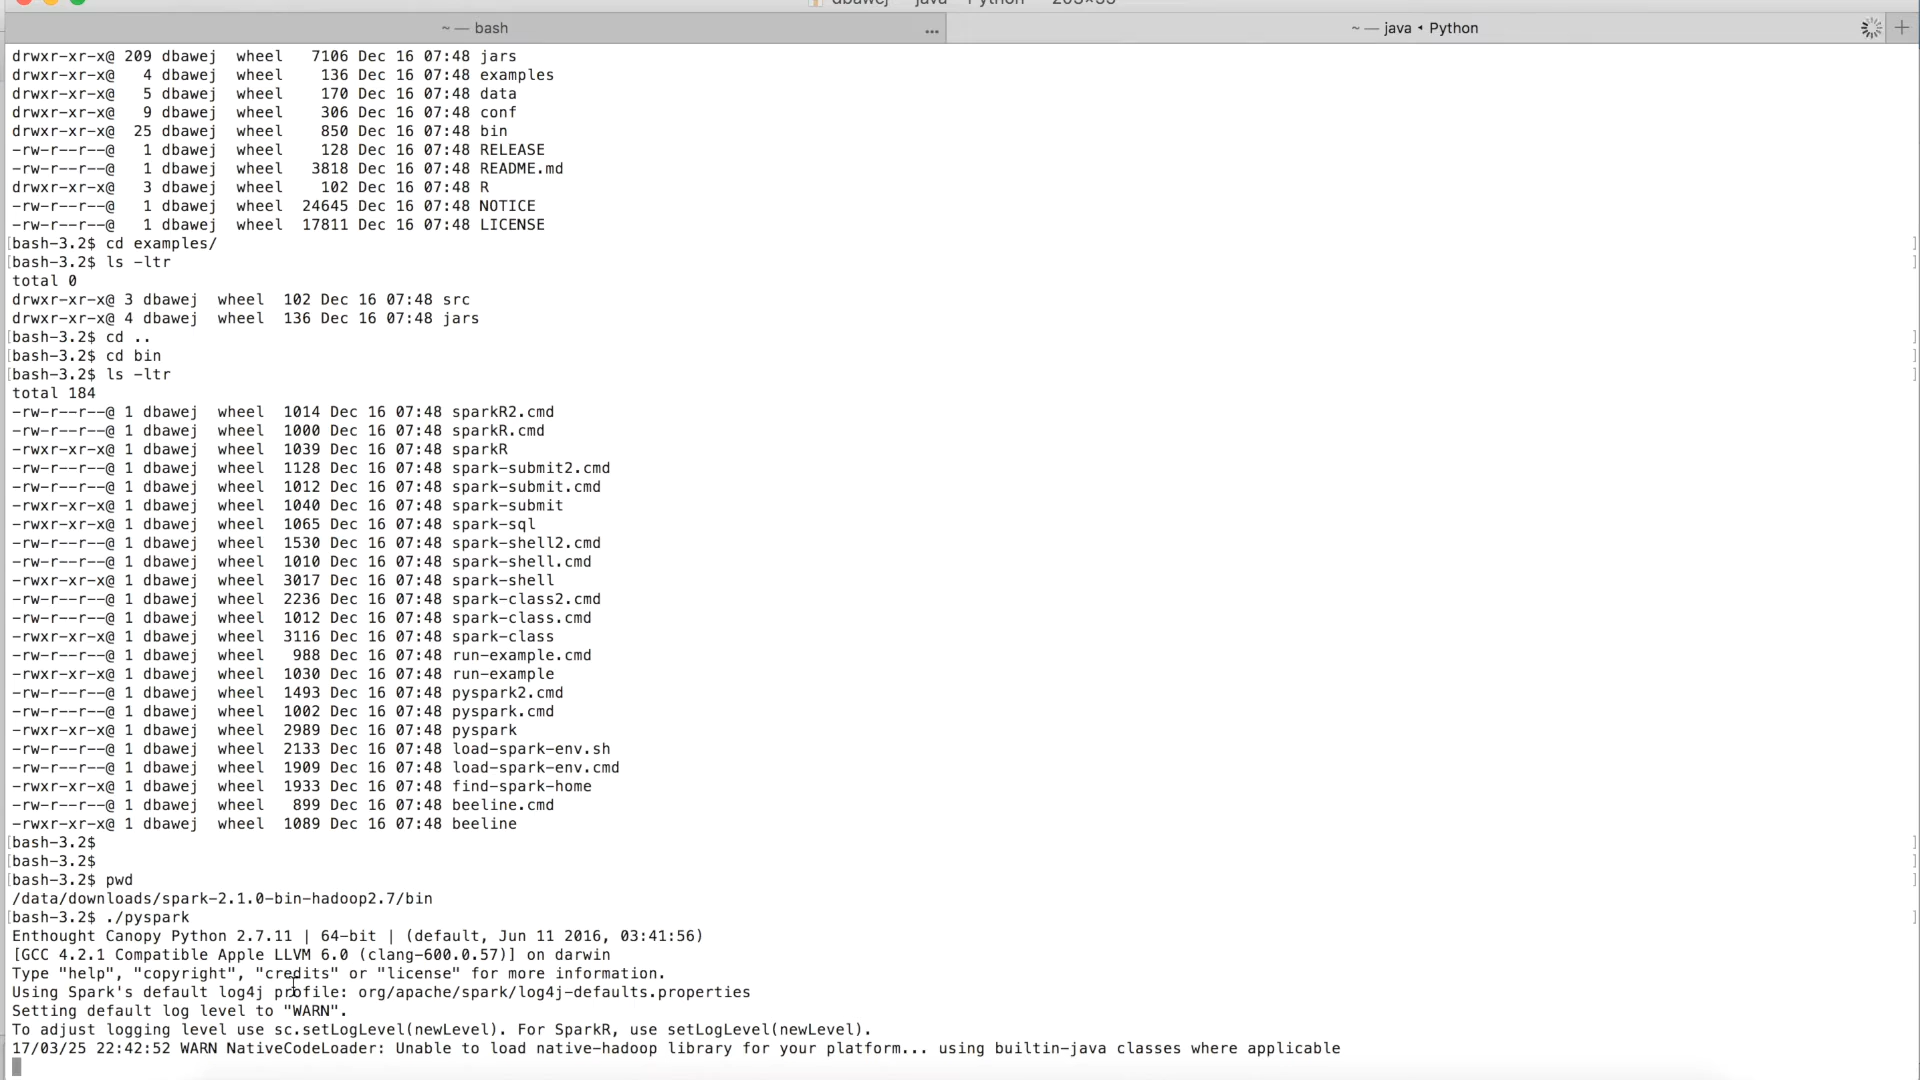 ~ — bash
...
~ — java ◂ Python
drwxr-xr-x@ 209 dbawej  wheel   7106 Dec 16 07:48 jars
drwxr-xr-x@   4 dbawej  wheel    136 Dec 16 07:48 examples
drwxr-xr-x@   5 dbawej  wheel    170 Dec 16 07:48 data
drwxr-xr-x@   9 dbawej  wheel    306 Dec 16 07:48 conf
drwxr-xr-x@  25 dbawej  wheel    850 Dec 16 07:48 bin
-rw-r--r--@   1 dbawej  wheel    128 Dec 16 07:48 RELEASE
-rw-r--r--@   1 dbawej  wheel   3818 Dec 16 07:48 README.md
drwxr-xr-x@   3 dbawej  wheel    102 Dec 16 07:48 R
-rw-r--r--@   1 dbawej  wheel  24645 Dec 16 07:48 NOTICE
-rw-r--r--@   1 dbawej  wheel  17811 Dec 16 07:48 LICENSE
[bash-3.2$ cd examples/ ]
[bash-3.2$ ls -ltr ]
total 0
drwxr-xr-x@ 3 dbawej  wheel  102 Dec 16 07:48 src
drwxr-xr-x@ 4 dbawej  wheel  136 Dec 16 07:48 jars
[bash-3.2$ cd .. ]
[bash-3.2$ cd bin ]
[bash-3.2$ ls -ltr ]
total 184
-rw-r--r--@ 1 dbawej  wheel  1014 Dec 16 07:48 sparkR2.cmd
-rw-r--r--@ 1 dbawej  wheel  1000 Dec 16 07:48 sparkR.cmd
-rwxr-xr-x@ 1 dbawej  wheel  1039 Dec 16 07:48 sparkR
-rw-r--r--@ 1 dbawej  wheel  1128 Dec 16 07:48 spark-submit2.cmd
-rw-r--r--@ 1 dbawej  wheel  1012 Dec 16 07:48 spark-submit.cmd
-rwxr-xr-x@ 1 dbawej  wheel  1040 Dec 16 07:48 spark-submit
-rwxr-xr-x@ 1 dbawej  wheel  1065 Dec 16 07:48 spark-sql
-rw-r--r--@ 1 dbawej  wheel  1530 Dec 16 07:48 spark-shell2.cmd
-rw-r--r--@ 1 dbawej  wheel  1010 Dec 16 07:48 spark-shell.cmd
-rwxr-xr-x@ 1 dbawej  wheel  3017 Dec 16 07:48 spark-shell
-rw-r--r--@ 1 dbawej  wheel  2236 Dec 16 07:48 spark-class2.cmd
-rw-r--r--@ 1 dbawej  wheel  1012 Dec 16 07:48 spark-class.cmd
-rwxr-xr-x@ 1 dbawej  wheel  3116 Dec 16 07:48 spark-class
-rw-r--r--@ 1 dbawej  wheel   988 Dec 16 07:48 run-example.cmd
-rwxr-xr-x@ 1 dbawej  wheel  1030 Dec 16 07:48 run-example
-rw-r--r--@ 1 dbawej  wheel  1493 Dec 16 07:48 pyspark2.cmd
-rw-r--r--@ 1 dbawej  wheel  1002 Dec 16 07:48 pyspark.cmd
-rwxr-xr-x@ 1 dbawej  wheel  2989 Dec 16 07:48 pyspark
-rw-r--r--@ 1 dbawej  wheel  2133 Dec 16 07:48 load-spark-env.sh
-rw-r--r--@ 1 dbawej  wheel  1909 Dec 16 07:48 load-spark-env.cmd
-rwxr-xr-x@ 1 dbawej  wheel  1933 Dec 16 07:48 find-spark-home
-rw-r--r--@ 1 dbawej  wheel   899 Dec 16 07:48 beeline.cmd
-rwxr-xr-x@ 1 dbawej  wheel  1089 Dec 16 07:48 beeline
[bash-3.2$ ]
[bash-3.2$ ]
[bash-3.2$ pwd ]
/data/downloads/spark-2.1.0-bin-hadoop2.7/bin
[bash-3.2$ ./pyspark ]
Enthought Canopy Python 2.7.11 | 64-bit | (default, Jun 11 2016, 03:41:56)
[GCC 4.2.1 Compatible Apple LLVM 6.0 (clang-600.0.57)] on darwin
Type "help", "copyright", "credits" or "license" for more information.
Using Spark's default log4j profile: org/apache/spark/log4j-defaults.properties
Setting default log level to "WARN".
To adjust logging level use sc.setLogLevel(newLevel). For SparkR, use setLogLevel(newLevel).
17/03/25 22:42:52 WARN NativeCodeLoader: Unable to load native-hadoop library for your platform... using builtin-java classes where applicable